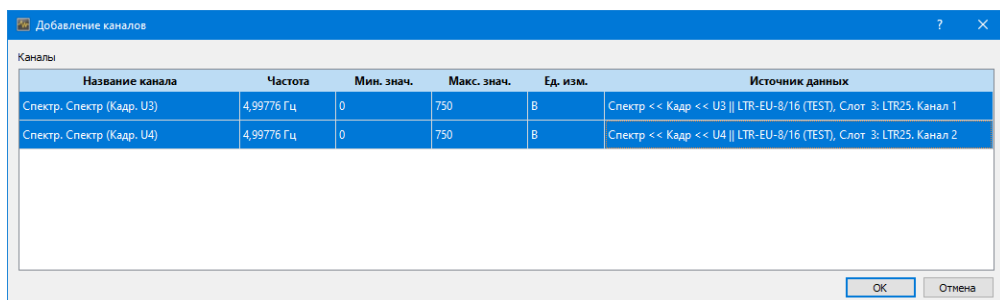 Добавление каналов
Каналы
Название канала Частота Мин. знач. Макс. знач. Ед. изм. Источник данных
Спектр. Спектр (Кадр. U3) 4,99776 Гц 0 750 В Спектр << Кадр << U3 || LTR-EU-8/16 (TEST), Слот 3: LTR25. Канал 1
Спектр. Спектр (Кадр. U4) 4,99776 Гц 0 750 В Спектр << Кадр << U4 || LTR-EU-8/16 (TEST), Слот 3: LTR25. Канал 2
OK Отмена